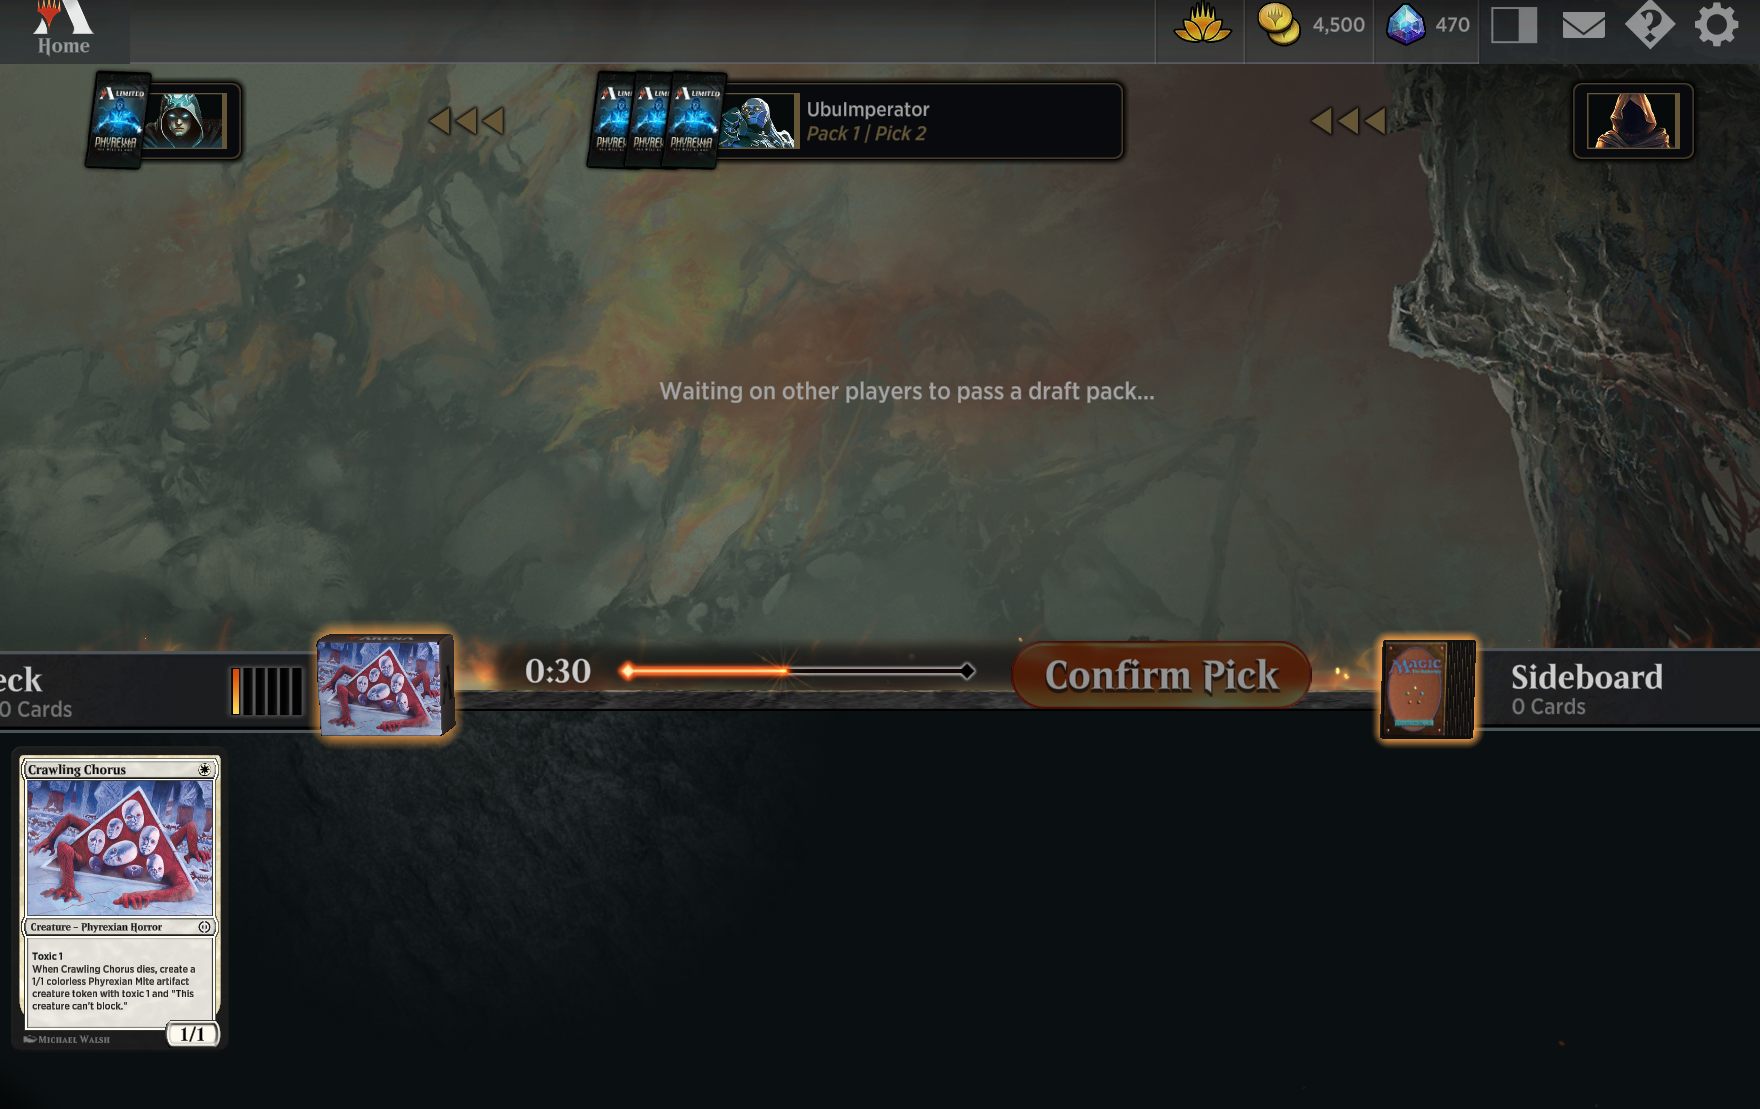 Home
4,500
470
LIMITED
PHYREXIA
UbuImperator
Pack 1 / Pick 2
LIMITED
PHYREXIA
Waiting on other players to pass a draft pack...
eck
0 Cards
ARENA
0:30
Confirm Pick
MAGIC
Sideboard
0 Cards
Crawling Chorus
Creature – Phyrexian Horror
Toxic 1
When Crawling Chorus dies, create a
1/1 colorless Phyrexian Mite artifact
creature token with toxic 1 and "This
creature can't block."
1/1
MICHAEL WALSH